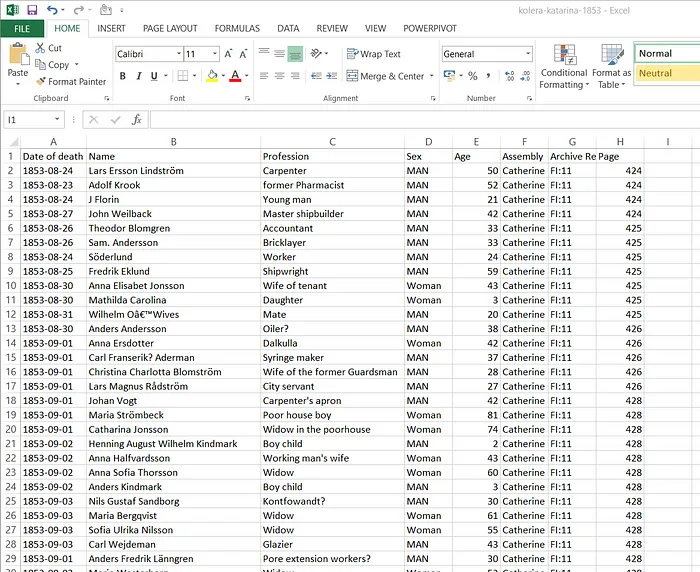 kolera-katarina-1853 - Excel
FILE HOME INSERT PAGE LAYOUT FORMULAS DATA REVIEW VIEW POWERPIVOT
Paste
Cut
Copy
Format Painter
Clipboard
Calibri 11 A A
B I U A
Font
Wrap Text
Merge & Center
Alignment
General
% ,
Number
Conditional Formatting
Format as Table
Normal
Neutral
I1 fx
A B C D E F G H I
1 Date of death Name Profession Sex Age Assembly Archive Re Page
2 1853-08-24 Lars Ersson Lindström Carpenter MAN 50 Catherine FI:11 424
3 1853-08-23 Adolf Krook former Pharmacist MAN 52 Catherine FI:11 424
4 1853-08-24 J Florin Young man MAN 21 Catherine FI:11 424
5 1853-08-27 John Weilback Master shipbuilder MAN 42 Catherine FI:11 424
6 1853-08-26 Theodor Blomgren Accountant MAN 33 Catherine FI:11 425
7 1853-08-26 Sam. Andersson Bricklayer MAN 33 Catherine FI:11 425
8 1853-08-24 Söderlund Worker MAN 24 Catherine FI:11 425
9 1853-08-25 Fredrik Eklund Shipwright MAN 59 Catherine FI:11 425
10 1853-08-30 Anna Elisabet Jonsson Wife of tenant Woman 43 Catherine FI:11 425
11 1853-08-30 Mathilda Carolina Daughter Woman 3 Catherine FI:11 425
12 1853-08-31 Wilhelm Oâ€™Wives Mate MAN 20 Catherine FI:11 425
13 1853-08-30 Anders Andersson Oiler? MAN 38 Catherine FI:11 426
14 1853-09-01 Anna Ersdotter Dalkulla Woman 42 Catherine FI:11 426
15 1853-09-01 Carl Franserik? Aderman Syringe maker MAN 37 Catherine FI:11 426
16 1853-09-01 Christina Charlotta Blomström Wife of the former Guardsman MAN 28 Catherine FI:11 426
17 1853-09-01 Lars Magnus Rådström City servant MAN 27 Catherine FI:11 426
18 1853-09-01 Johan Vogt Carpenter's apron MAN 42 Catherine FI:11 428
19 1853-09-01 Maria Strömbeck Poor house boy Woman 81 Catherine FI:11 428
20 1853-09-01 Catharina Jonsson Widow in the poorhouse Woman 74 Catherine FI:11 428
21 1853-09-02 Henning August Wilhelm Kindmark Boy child MAN 2 Catherine FI:11 428
22 1853-09-02 Anna Halfvardsson Working man's wife Woman 43 Catherine FI:11 428
23 1853-09-02 Anna Sofia Thorsson Widow Woman 60 Catherine FI:11 428
24 1853-09-02 Anders Kindmark Boy child MAN 3 Catherine FI:11 428
25 1853-09-03 Nils Gustaf Sandborg Kontfowandt? MAN 30 Catherine FI:11 428
26 1853-09-03 Maria Bergqvist Widow Woman 61 Catherine FI:11 428
27 1853-09-03 Sofia Ulrika Nilsson Widow Woman 55 Catherine FI:11 428
28 1853-09-03 Carl Wejdeman Glazier MAN 43 Catherine FI:11 428
29 1853-09-01 Anders Fredrik Länngren Pore extension workers? MAN 30 Catherine FI:11 428